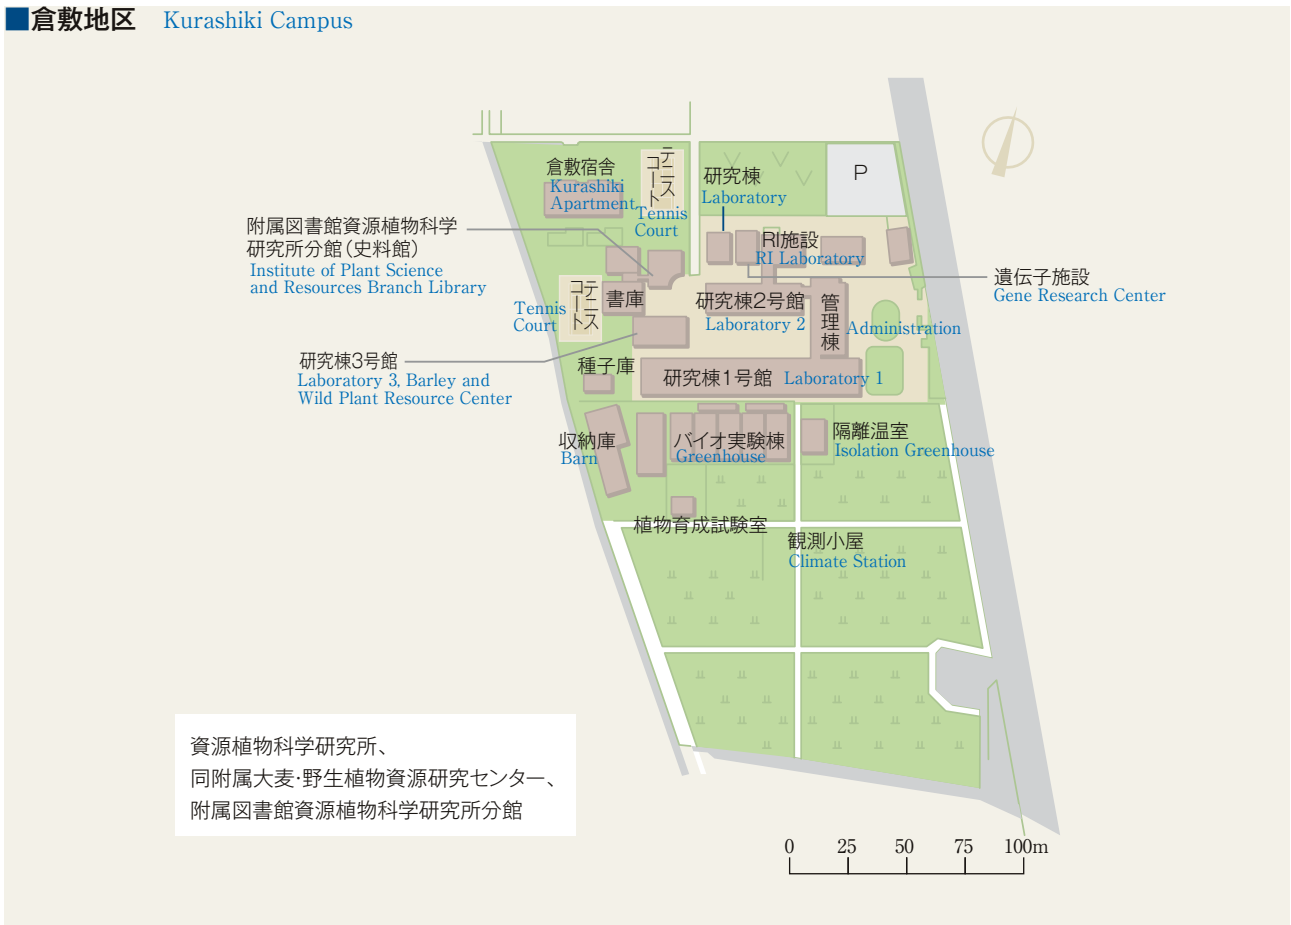 ■倉敷地区 Kurashiki Campus
倉敷宿舎
Kurashiki
Apartment
テニス
コート
Tennis
Court
研究棟
Laboratory
P
附属図書館資源植物科学
研究所分館（史料館）
Institute of Plant Science
and Resources Branch Library
RI施設
RI Laboratory
遺伝子施設
Gene Research Center
テニス
コート
Tennis
Court
書庫
研究棟2号館
Laboratory 2
管理棟
Administration
研究棟3号館
Laboratory 3, Barley and
Wild Plant Resource Center
種子庫
研究棟1号館 Laboratory 1
収納庫
Barn
バイオ実験棟
Greenhouse
隔離温室
Isolation Greenhouse
植物育成試験室
観測小屋
Climate Station
資源植物科学研究所、
同附属大麦・野生植物資源研究センター、
附属図書館資源植物科学研究所分館
0 25 50 75 100m